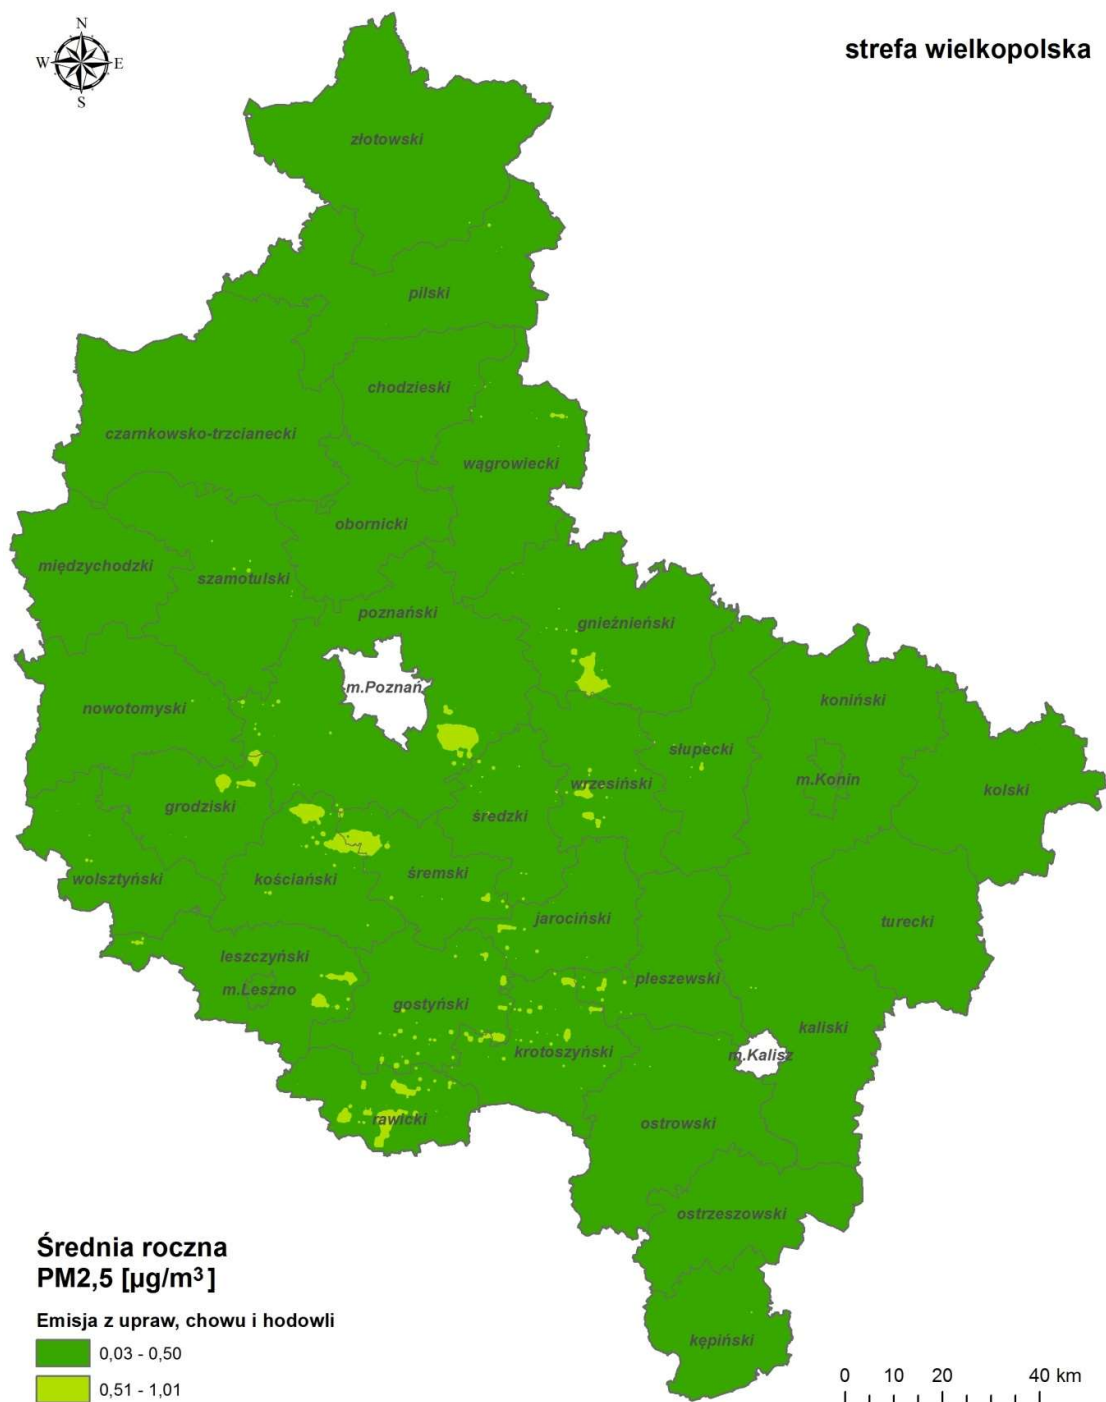 N
strefa wielkopolska
W
E
S
złotowski
pilski
chodzieski
czarnkowsko-trzcianecki
wągrowiecki
obornicki
międzychodzki
szamotulski
poznański
gnieźnieński
m.Poznań
nowotomyski
koniński
słupecki
m.Konin
wrzesiński
kolski
grodziski
średzki
śremski
wolsztyński
kościański
jarociński
turecki
leszczyński
pleszewski
m.Leszno
gostyński
kaliski
krotoszyński
m.Kalisz
rawicki
ostrowski
ostrzeszowski
Średnia roczna
PM2,5 [µg/m³]
Emisja z upraw, chowu i hodowli
kępiński
0,03 - 0,50
0 10 20 40 km
0,51 - 1,01